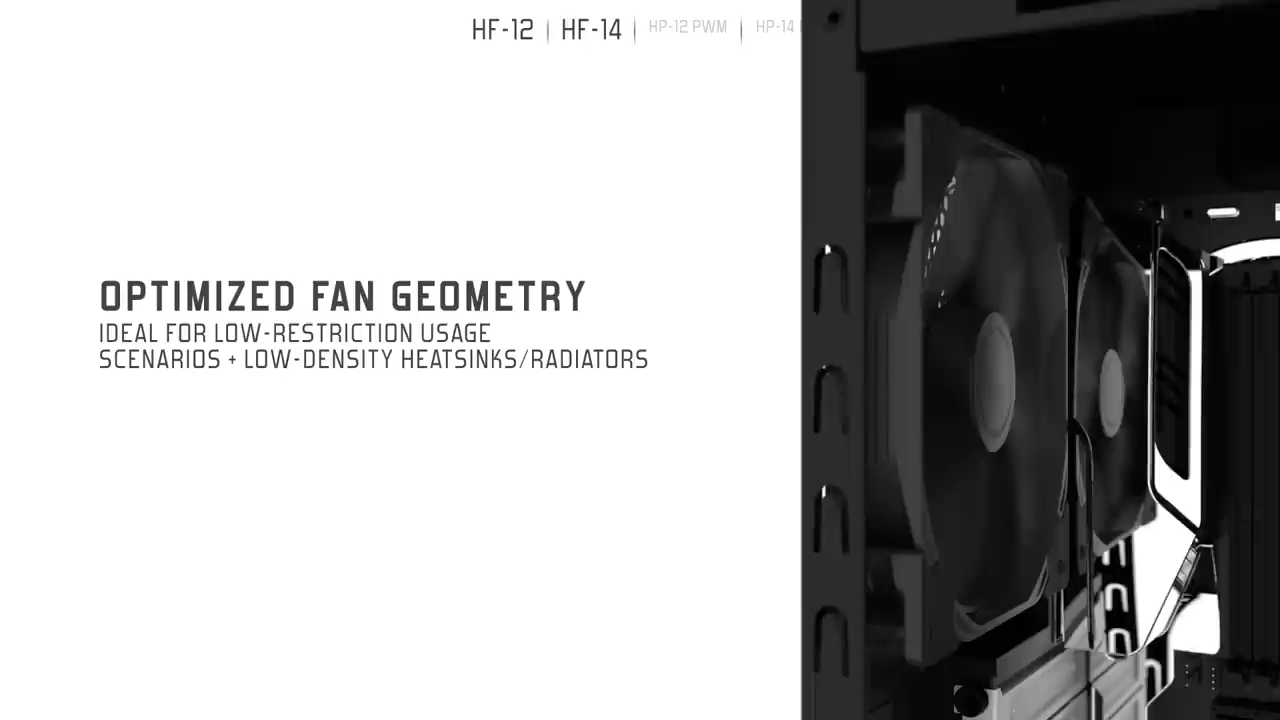 HF-12 | HF-14 | HP-12 PWM | HP-14
OPTIMIZED FAN GEOMETRY
IDEAL FOR LOW-RESTRICTION USAGE
SCENARIOS + LOW-DENSITY HEATSINKS/RADIATORS